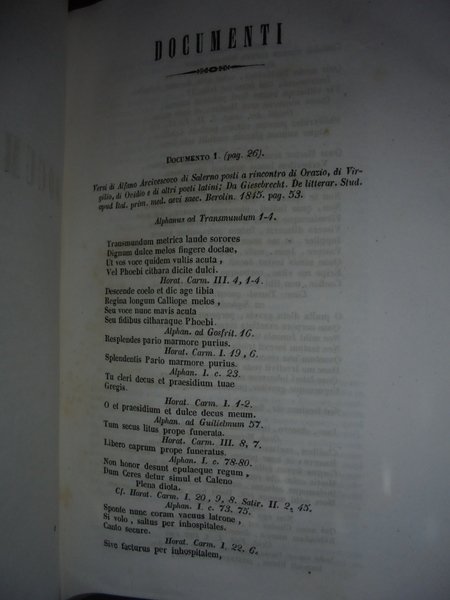 DOCUMENTI
DOCUMENTO 1. (pag. 26).
Versi di Alfano Arcivescovo di Salerno posti a rincontro di Orazio, di Vir-
gilio, di Ovidio e di altri poeti latini; Da Giesebrecht. De litterar. Stud.
apud Ital. prim. med. aevi saec. Berolin. 1845. pag. 53.
Alphanus ad Transmundum 1-4.
Transmundum metrica laude sorores
Dignum dulce melos fingere doctae,
Ut vos voce quidem vultis acuta,
Vel Phoebi cithara dicite dulci.
Horat. Carm. III. 4, 1-4.
Descende coelo et dic age tibia
Regina longum Calliope melos,
Seu voce nunc mavis acuta
Seu fidibus citharaque Phoebi.
Alphan. ad Gosfrit. 16.
Resplendes pario marmore purius.
Horat. Carm. I. 19, 6.
Splendentis Pario marmore purius.
Alphan. l. c. 23.
Tu cleri decus et praesidium tuae
Gregis.
Horat. Carm. I. 1-2.
O et praesidium et dulce decus meum.
Alphan. ad Guilielmum 57.
Tum secus litus prope funerata.
Horat. Carm. III. 8, 7.
Libero caprum prope funeratus.
Alphan. l. c. 78-80.
Non honor desunt epulaeque regum,
Dum Ceres detur simul et Caleno
Plena diota.
Cf. Horat. Carm. I. 20, 9, 8. Satir. II. 2, 45.
Alphan. l. c. 73. 75.
Sponte nunc coram vacuus latrone,
Si volo, saltus per inhospitales.
Canto secure.
Horat. Carm. I. 22. 6.
Sive facturus per inhospitalem,